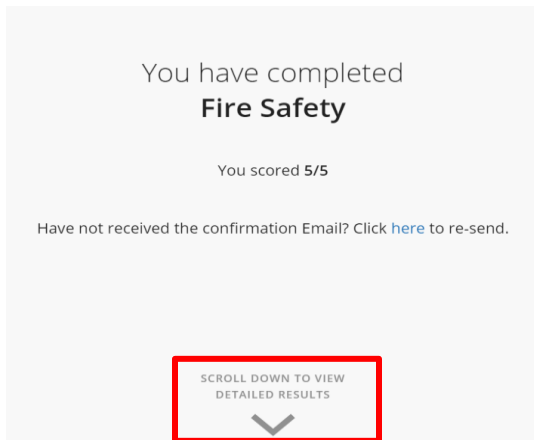 You have completed
Fire Safety
You scored 5/5
Have not received the confirmation Email? Click here to re-send.
SCROLL DOWN TO VIEW
DETAILED RESULTS